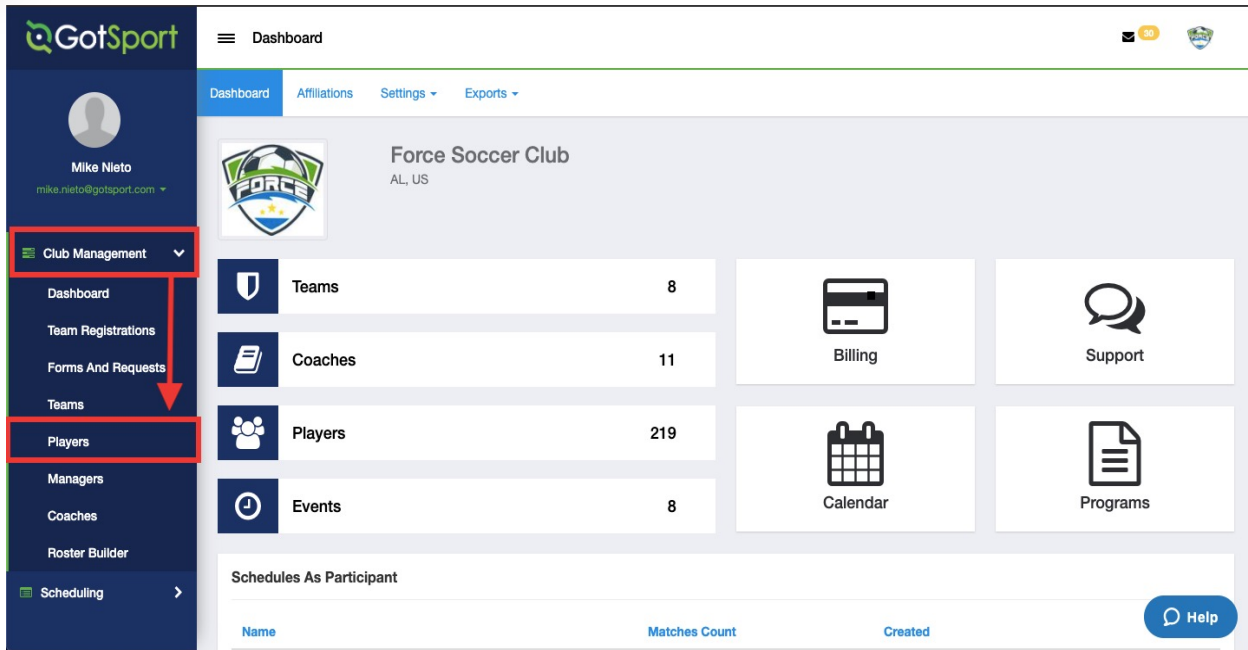 GotSport
Dashboard
30
Dashboard Affiliations Settings Exports
Mike Nieto
mike.nieto@gotsport.com
FORCE
Force Soccer Club
AL, US
Club Management
Dashboard
Team Registrations
Forms And Requests
Teams
Players
Managers
Coaches
Roster Builder
Scheduling
Teams 8
Coaches 11
Players 219
Events 8
Billing
Support
Calendar
Programs
Schedules As Participant
Name Matches Count Created
Help